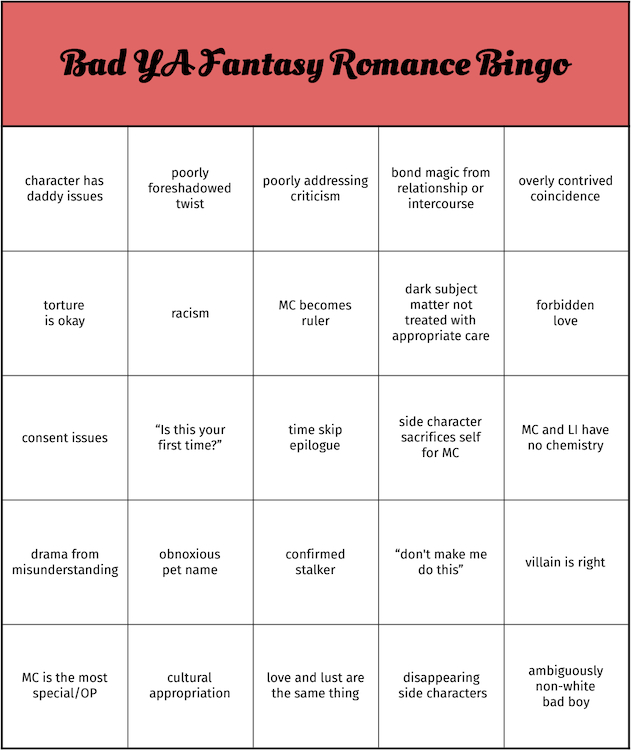 Bad YA Fantasy Romance Bingo
character has
daddy issues
poorly
foreshadowed
twist
poorly addressing
criticism
bond magic from
relationship or
intercourse
overly contrived
coincidence
torture
is okay
racism
MC becomes
ruler
dark subject
matter not
treated with
appropriate care
forbidden
love
consent issues
“Is this your
first time?”
time skip
epilogue
side character
sacrifices self
for MC
MC and LI have
no chemistry
drama from
misunderstanding
obnoxious
pet name
confirmed
stalker
“don't make me
do this”
villain is right
MC is the most
special/OP
cultural
appropriation
love and lust are
the same thing
disappearing
side characters
ambiguously
non-white
bad boy